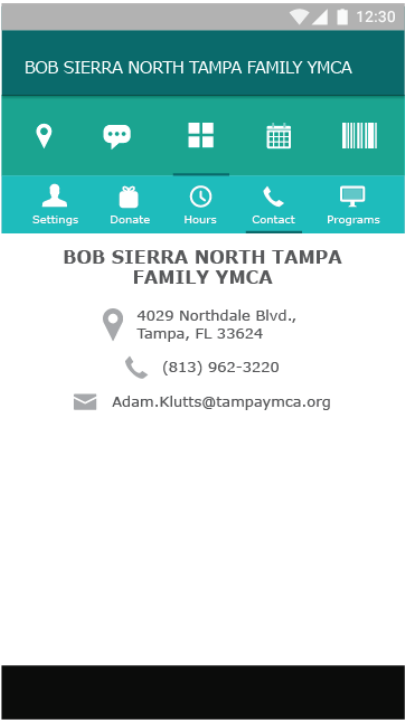 12:30
BOB SIERRA NORTH TAMPA FAMILY YMCA
Settings Donate Hours Contact Programs
BOB SIERRA NORTH TAMPA
FAMILY YMCA
4029 Northdale Blvd.,
Tampa, FL 33624
(813) 962-3220
Adam.Klutts@tampaymca.org